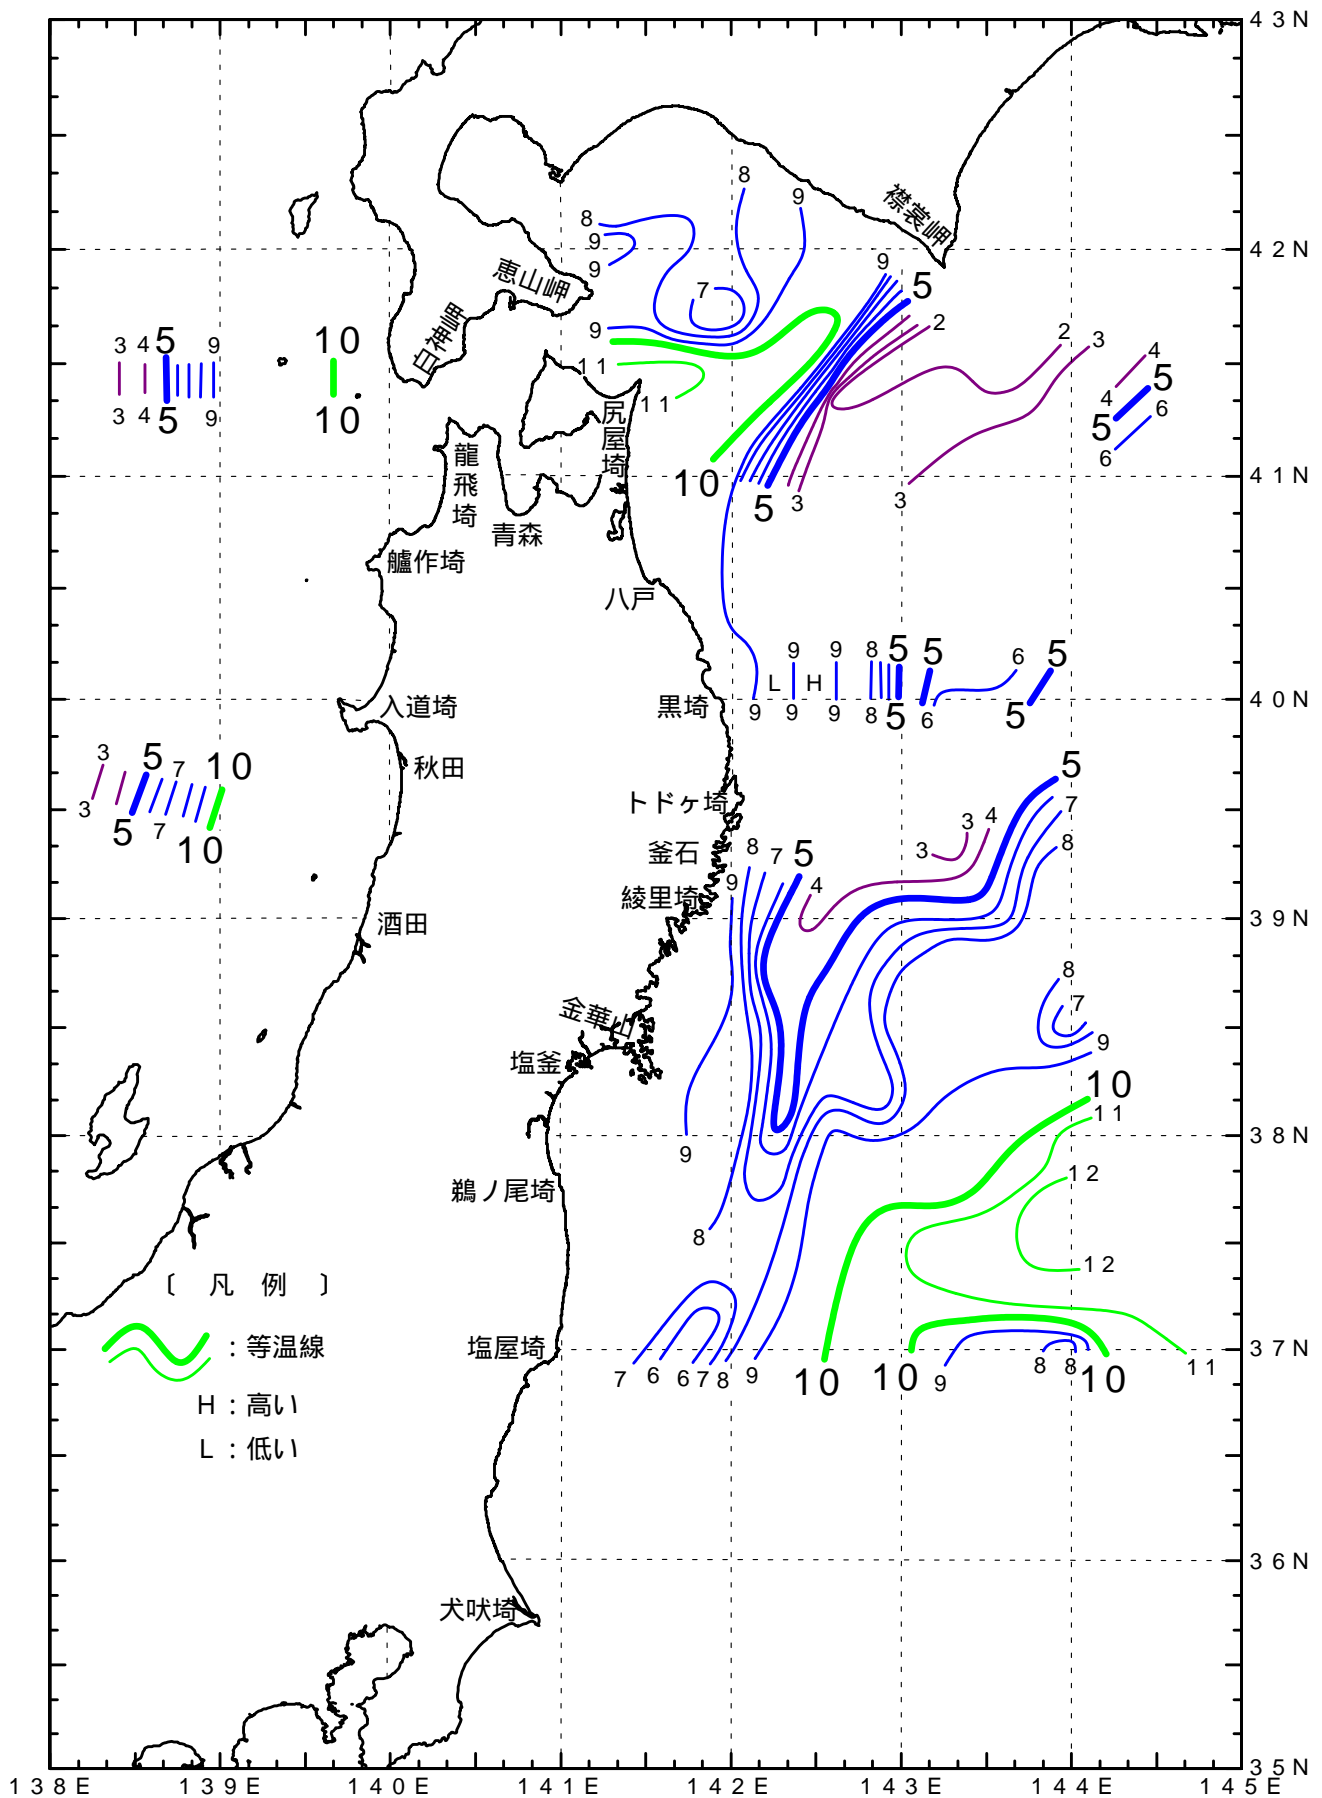 43N
8
8
9
襟裳岬
9
42N
9
9
恵山岬
7
5
白神岬
9
2
2
3
3 4 5 9
10
11
4
5
3 4 5 9
10
11
4
5
6
6
尻屋埼
龍飛埼
10
5
3
3
41N
青森
艫作埼
八戸
9 9 8 5 5 6 5
L H
9 9 9 8 5 6 5
入道埼
黒埼
40N
3 5 7 10
秋田
5
7
3 5 7 10
トドヶ埼
3 4
8
釜石
8 7 5
3
9
4
綾里埼
39N
酒田
8
7
金華山
9
塩釜
10
11
38N
9
12
鵜ノ尾埼
8
12
〔 凡 例 〕
:等温線
塩屋埼
37N
7 6 6 7 8 9 10 10 9 8 8 10 11
H:高い
L:低い
36N
犬吠埼
35N
138E 139E 140E 141E 142E 143E 144E 145E